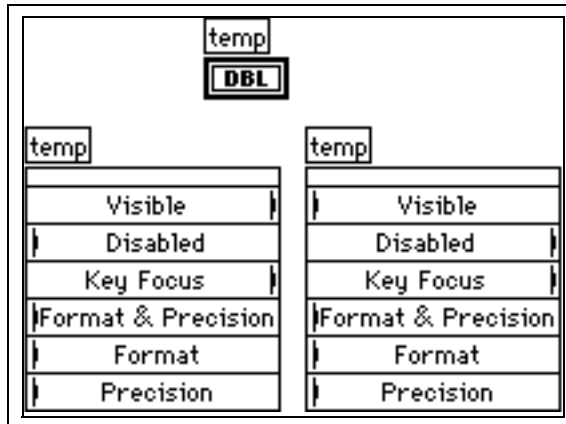 temp
DBL
temp temp
Visible Visible
Disabled Disabled
Key Focus Key Focus
Format & Precision Format & Precision
Format Format
Precision Precision